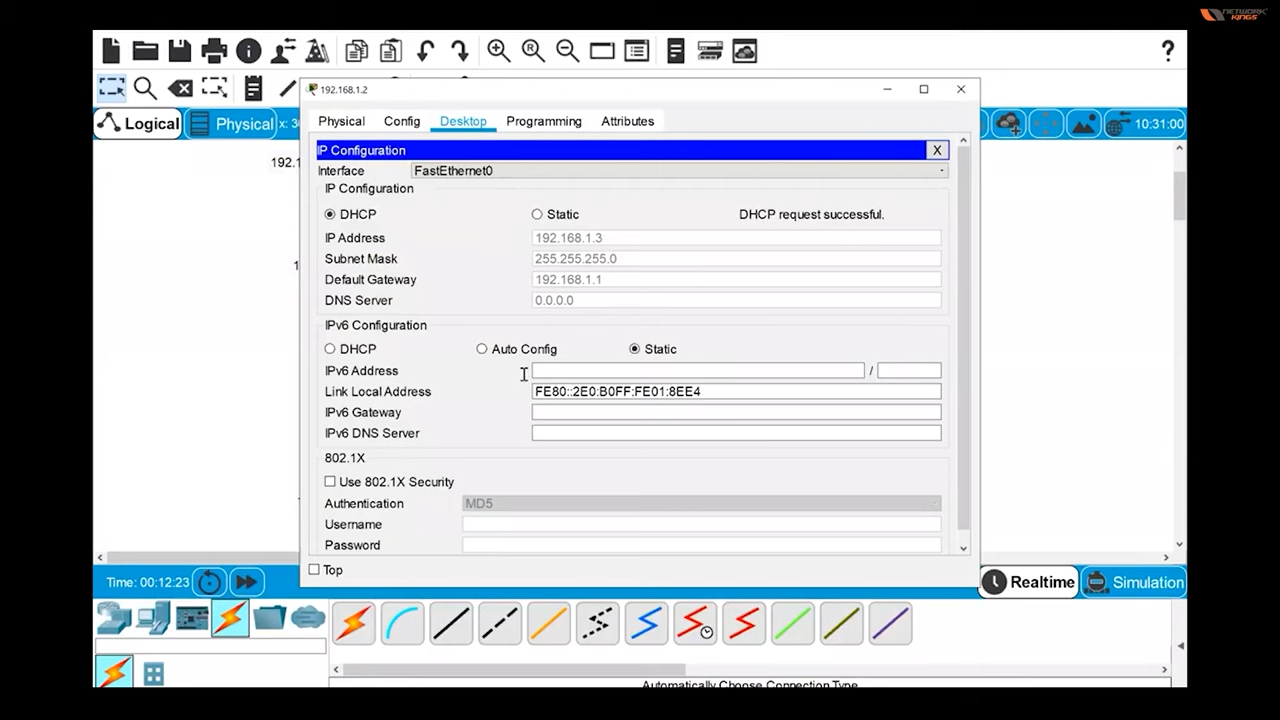 NETWORK
KINGS
?
192.168.1.2
Logical
Physical
x: 3
10:31:00
Physical
Config
Desktop
Programming
Attributes
IP Configuration
X
Interface
FastEthernet0
IP Configuration
DHCP
Static
DHCP request successful.
IP Address
192.168.1.3
Subnet Mask
255.255.255.0
Default Gateway
192.168.1.1
DNS Server
0.0.0.0
IPv6 Configuration
DHCP
Auto Config
Static
IPv6 Address
/
Link Local Address
FE80::2E0:B0FF:FE01:8EE4
IPv6 Gateway
IPv6 DNS Server
802.1X
Use 802.1X Security
Authentication
MD5
Username
Password
Top
192.1
1
Time: 00:12:23
Realtime
Simulation
Automatically Choose Connection Type